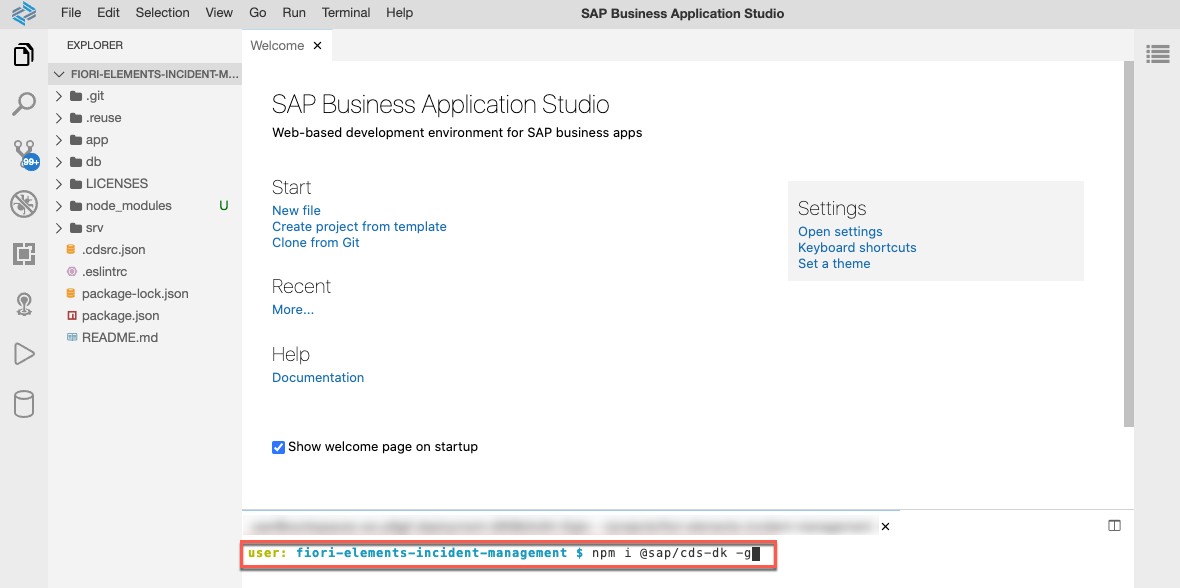 File Edit Selection View Go Run Terminal Help SAP Business Application Studio
EXPLORER
Welcome
FIORI-ELEMENTS-INCIDENT-M...
.git
.reuse
app
db
LICENSES
node_modules U
srv
.cdsrc.json
.eslintrc
package-lock.json
package.json
README.md
99+
SAP Business Application Studio
Web-based development environment for SAP business apps
Start
New file
Create project from template
Clone from Git
Recent
More...
Help
Documentation
Settings
Open settings
Keyboard shortcuts
Set a theme
Show welcome page on startup
user: fiori-elements-incident-management $ npm i @sap/cds-dk -g